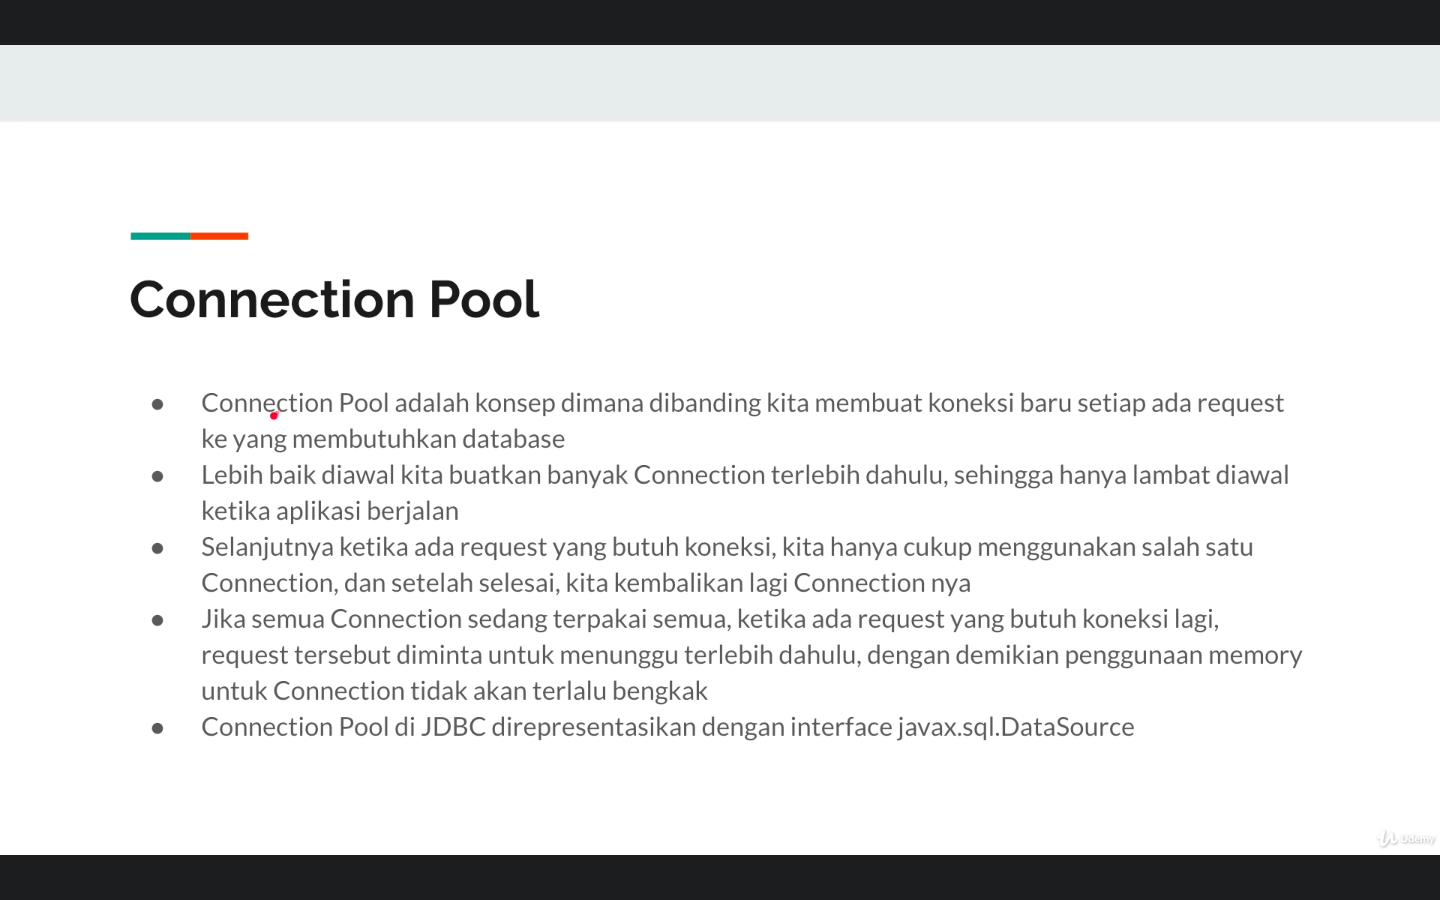 Connection Pool
● Connection Pool adalah konsep dimana dibanding kita membuat koneksi baru setiap ada request
ke yang membutuhkan database
● Lebih baik diawal kita buatkan banyak Connection terlebih dahulu, sehingga hanya lambat diawal
ketika aplikasi berjalan
● Selanjutnya ketika ada request yang butuh koneksi, kita hanya cukup menggunakan salah satu
Connection, dan setelah selesai, kita kembalikan lagi Connection nya
● Jika semua Connection sedang terpakai semua, ketika ada request yang butuh koneksi lagi,
request tersebut diminta untuk menunggu terlebih dahulu, dengan demikian penggunaan memory
untuk Connection tidak akan terlalu bengkak
● Connection Pool di JDBC direpresentasikan dengan interface javax.sql.DataSource
Udemy